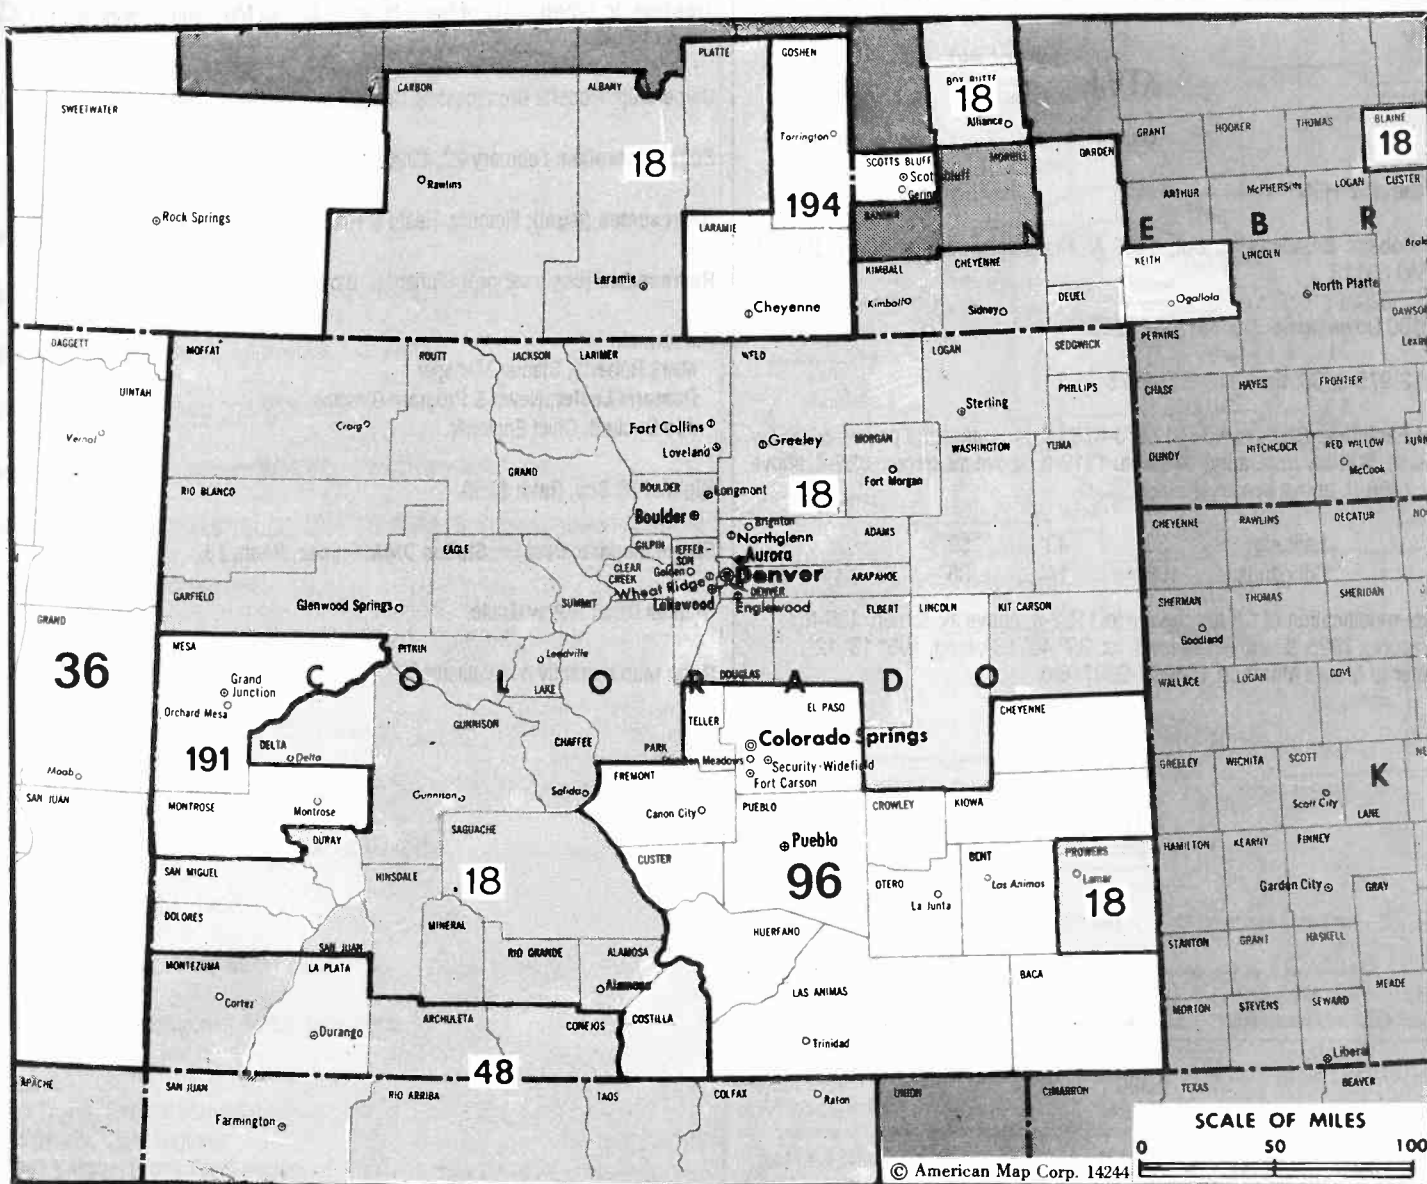 PLATTE
GOSHEN
SWEETWATER
CARBON
ALBANY
BOX BUTTE
18
Alliance
Torrington
GRANT
HOOKER
THOMAS
BLAINE
18
Rawlins
18
SCOTTS BLUFF
Scottsbluff
Gering
MORRILL
GARDEN
ARTHUR
McPHERSON
LOGAN
CUSTER
Rock Springs
194
BANNER
N E B R
LARAMIE
KIMBALL
CHEYENNE
KEITH
LINCOLN
Laramie
Cheyenne
Kimball
Sidney
DEUEL
Ogallala
North Platte
DAGGETT
MOFFAT
ROUTT
JACKSON
LARIMER
WELD
LOGAN
SEDGWICK
PERKINS
UINTAH
PHILLIPS
CHASE
HAYES
FRONTIER
Vernal
Craig
Fort Collins
Loveland
Greeley
Sterling
MORGAN
WASHINGTON
YUMA
DUNDY
HITCHCOCK
RED WILLOW
McCook
GRAND
Fort Morgan
RIO BLANCO
BOULDER
Longmont
18
Boulder
Brighton
Northglenn
ADAMS
CHEYENNE
RAWLINS
DECATUR
EAGLE
GILPIN
JEFFER-
SON
Aurora
CLEAR
CREEK
Golden
Denver
ARAPAHOE
Wheat Ridge
DENVER
GARFIELD
Glenwood Springs
SUMMIT
Lakewood
Englewood
ELBERT
LINCOLN
KIT CARSON
SHERMAN
THOMAS
SHERIDAN
GRAND
Goodland
36
MESA
PITKIN
Leadville
C O L O R A D O
DOUGLAS
WALLACE
LOGAN
GOVE
Grand
Junction
LAKE
Orchard Mesa
GUNNISON
TELLER
EL PASO
CHEYENNE
191
DELTA
Delta
CHAFFEE
PARK
Colorado Springs
Moab
Security-Widefield
Fort Carson
GREELEY
WICHITA
SCOTT
K
SAN JUAN
FREMONT
MONTROSE
Montrose
Gunnison
Salida
Canon City
PUEBLO
CROWLEY
KIOWA
Scott City
LANE
OURAY
SAGUACHE
Pueblo
HAMILTON
KEARNY
FINNEY
SAN MIGUEL
HINSDALE
18
CUSTER
96
OTERO
BENT
Las Animas
PROWERS
Lamar
18
Garden City
GRAY
La Junta
DOLORES
MINERAL
HUERFANO
SAN JUAN
RIO GRANDE
ALAMOSA
STANTON
GRANT
HASKELL
MONTEZUMA
LA PLATA
Alamosa
LAS ANIMAS
BACA
MEADE
Cortez
MORTON
STEVENS
SEWARD
Durango
ARCHULETA
CONEJOS
COSTILLA
Trinidad
Liberal
48
APACHE
SAN JUAN
RIO ARRIBA
TAOS
COLFAX
Raton
UNION
CIMARRON
TEXAS
BEAVER
Farmington
SCALE OF MILES
0 50 100
© American Map Corp. 14244